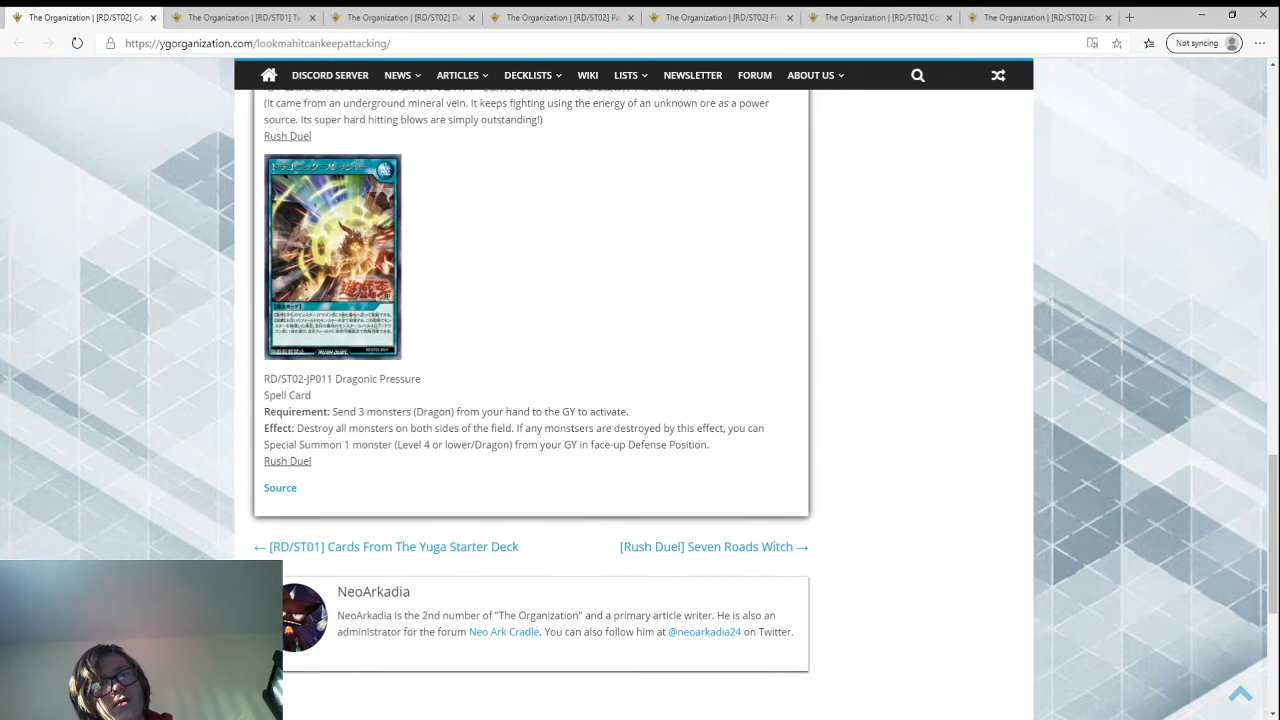 The Organization | [RD/ST02] Ca
The Organization | [RD/ST01] Tw
The Organization | [RD/ST02] Dr
The Organization | [RD/ST02] Pa
The Organization | [RD/ST02] Fir
The Organization | [RD/ST02] Co
The Organization | [RD/ST02] Dr
https://ygorganization.com/lookmahitcankeepattacking/
Not syncing
DISCORD SERVER NEWS ARTICLES DECKLISTS WIKI LISTS NEWSLETTER FORUM ABOUT US
(It came from an underground mineral vein. It keeps fighting using the energy of an unknown ore as a power
source. Its super hard hitting blows are simply outstanding!)
Rush Duel
RUSH DUEL
RD/ST02-JP011 Dragonic Pressure
Spell Card
Requirement: Send 3 monsters (Dragon) from your hand to the GY to activate.
Effect: Destroy all monsters on both sides of the field. If any monstsers are destroyed by this effect, you can
Special Summon 1 monster (Level 4 or lower/Dragon) from your GY in face-up Defense Position.
Rush Duel
Source
← [RD/ST01] Cards From The Yuga Starter Deck
[Rush Duel] Seven Roads Witch →
NeoArkadia
NeoArkadia is the 2nd number of "The Organization" and a primary article writer. He is also an
administrator for the forum Neo Ark Cradle. You can also follow him at @neoarkadia24 on Twitter.